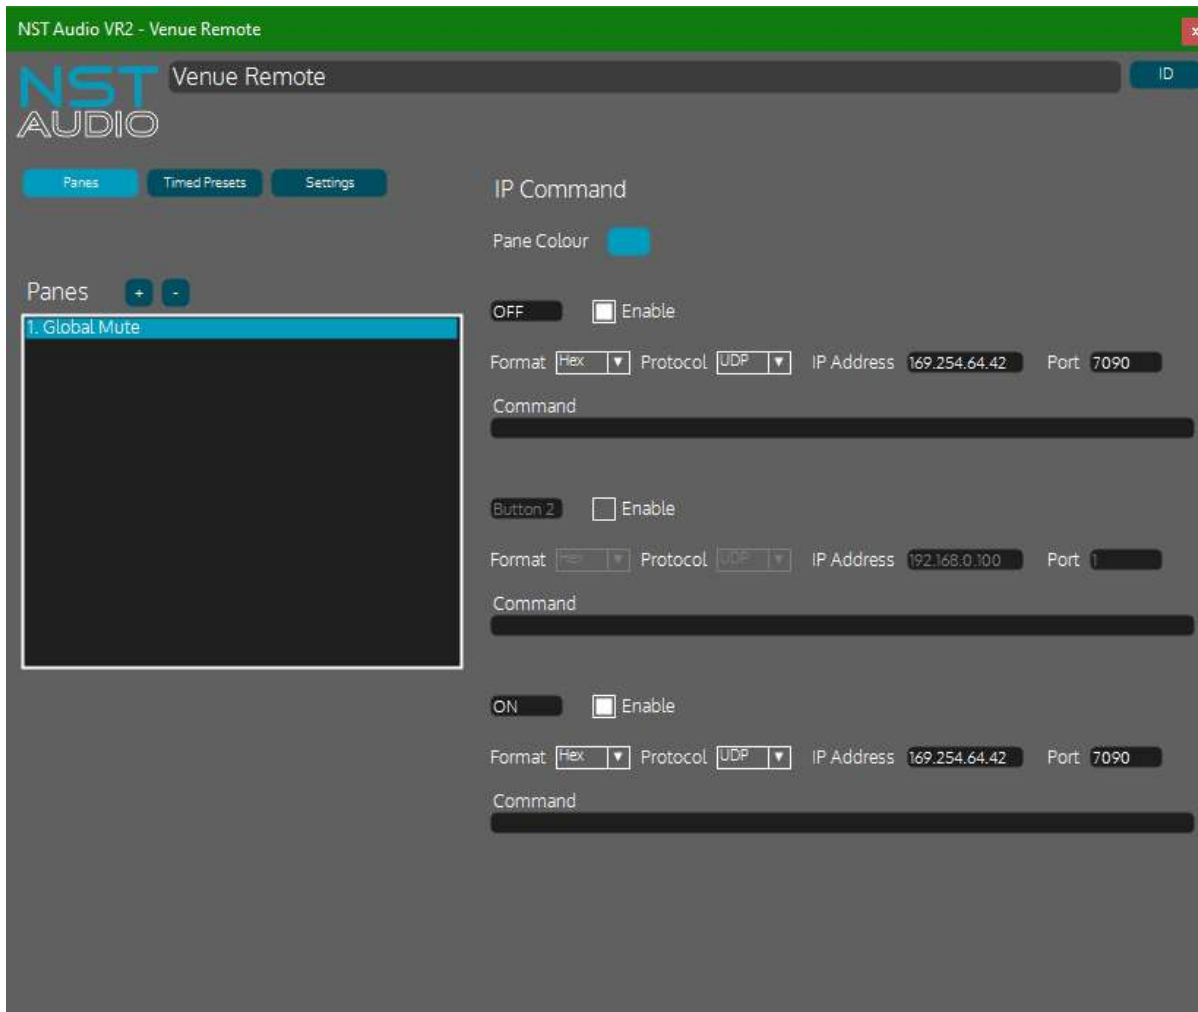 NST Audio VR2 - Venue Remote
x
NST
AUDIO
Venue Remote
ID
Panes
Timed Presets
Settings
IP Command
Pane Colour
Panes
+
-
1. Global Mute
OFF
Enable
Format Hex ▼ Protocol UDP ▼ IP Address 169.254.64.42 Port 7090
Command
Button 2
Enable
Format Hex ▼ Protocol UDP ▼ IP Address 192.168.0.100 Port 1
Command
ON
Enable
Format Hex ▼ Protocol UDP ▼ IP Address 169.254.64.42 Port 7090
Command